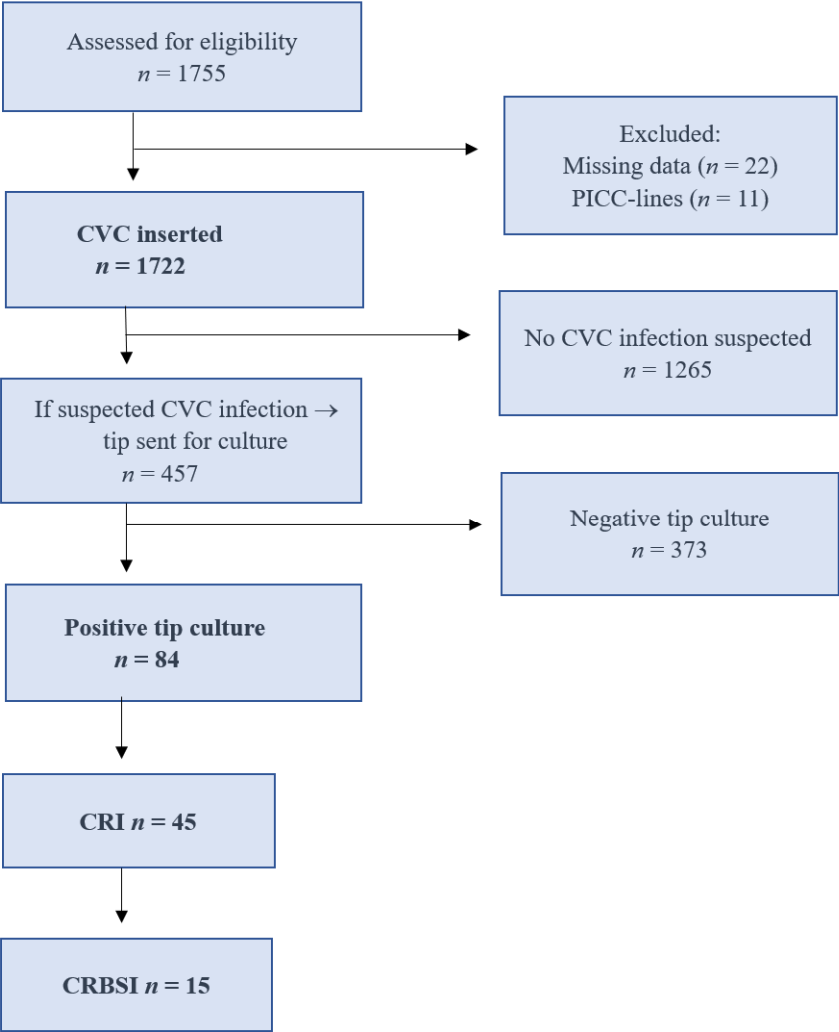 Assessed for eligibility
n = 1755
Excluded:
Missing data (n = 22)
PICC-lines (n = 11)
CVC inserted
n = 1722
No CVC infection suspected
n = 1265
If suspected CVC infection →
tip sent for culture
n = 457
Negative tip culture
n = 373
Positive tip culture
n = 84
CRI n = 45
CRBSI n = 15